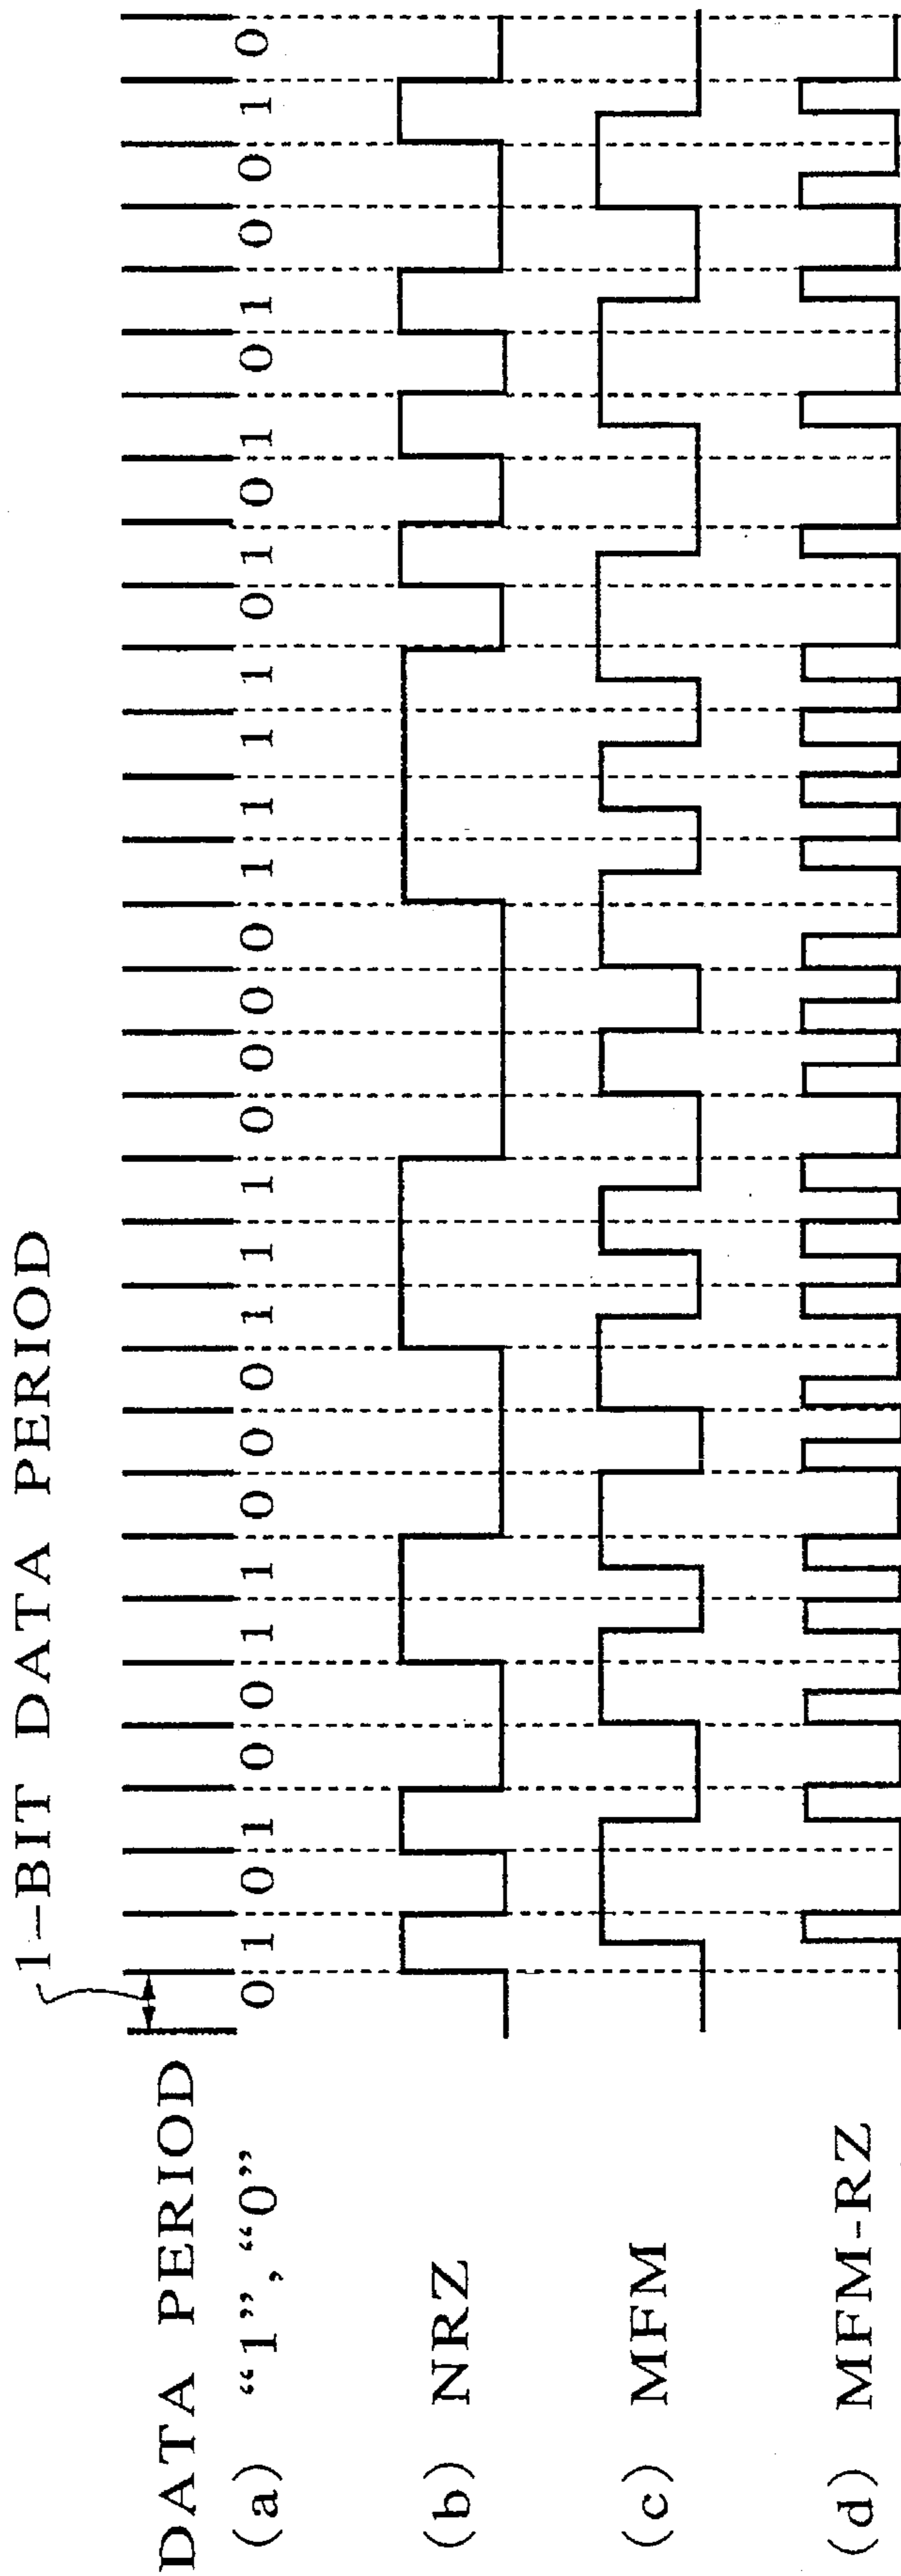 1–BIT DATA PERIOD
DATA PERIOD
(a) “1”, “0” 0 1 0 1 0 0 1 1 0 0 0 1 1 1 0 0 0 0 1 1 1 1 0 1 0 1 0 1 0 0 1 0
(b) NRZ
(c) MFM
(d) MFM-RZ